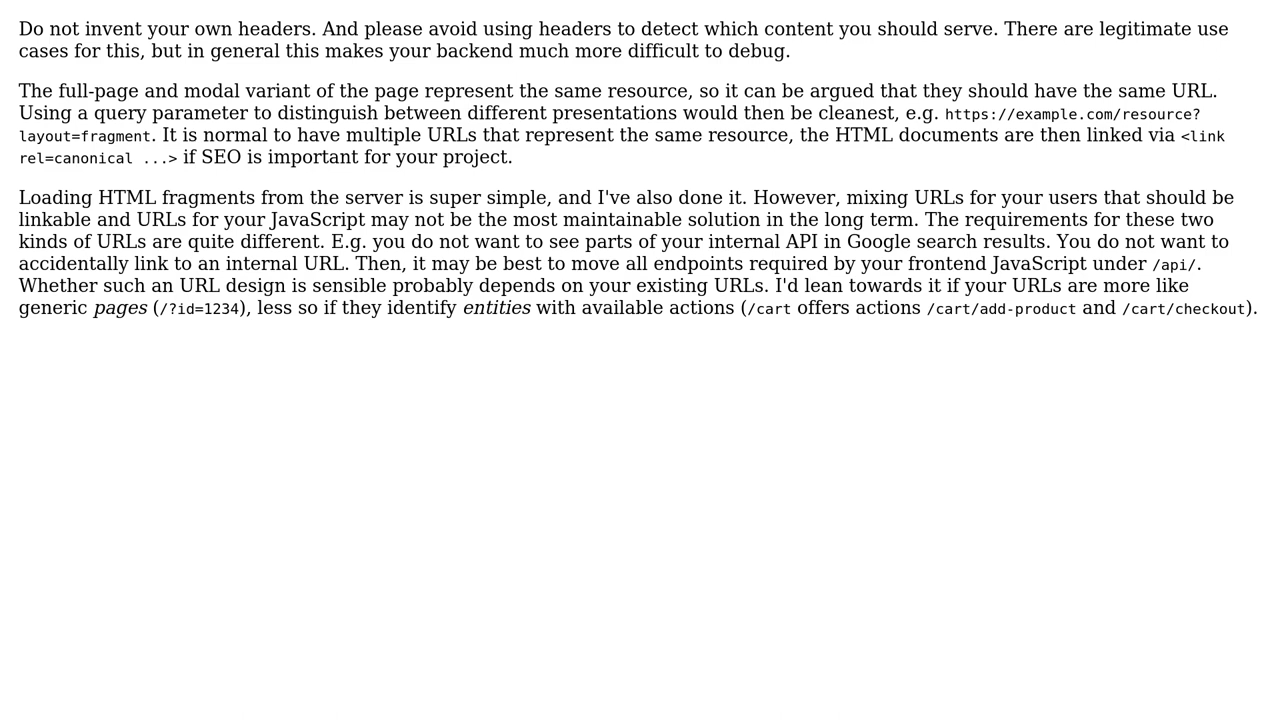 Do not invent your own headers. And please avoid using headers to detect which content you should serve. There are legitimate use
cases for this, but in general this makes your backend much more difficult to debug.
The full-page and modal variant of the page represent the same resource, so it can be argued that they should have the same URL.
Using a query parameter to distinguish between different presentations would then be cleanest, e.g. https://example.com/resource?
layout=fragment. It is normal to have multiple URLs that represent the same resource, the HTML documents are then linked via <link
rel=canonical ...> if SEO is important for your project.
Loading HTML fragments from the server is super simple, and I've also done it. However, mixing URLs for your users that should be
linkable and URLs for your JavaScript may not be the most maintainable solution in the long term. The requirements for these two
kinds of URLs are quite different. E.g. you do not want to see parts of your internal API in Google search results. You do not want to
accidentally link to an internal URL. Then, it may be best to move all endpoints required by your frontend JavaScript under /api/.
Whether such an URL design is sensible probably depends on your existing URLs. I'd lean towards it if your URLs are more like
generic pages (/?id=1234), less so if they identify entities with available actions (/cart offers actions /cart/add-product and /cart/checkout).